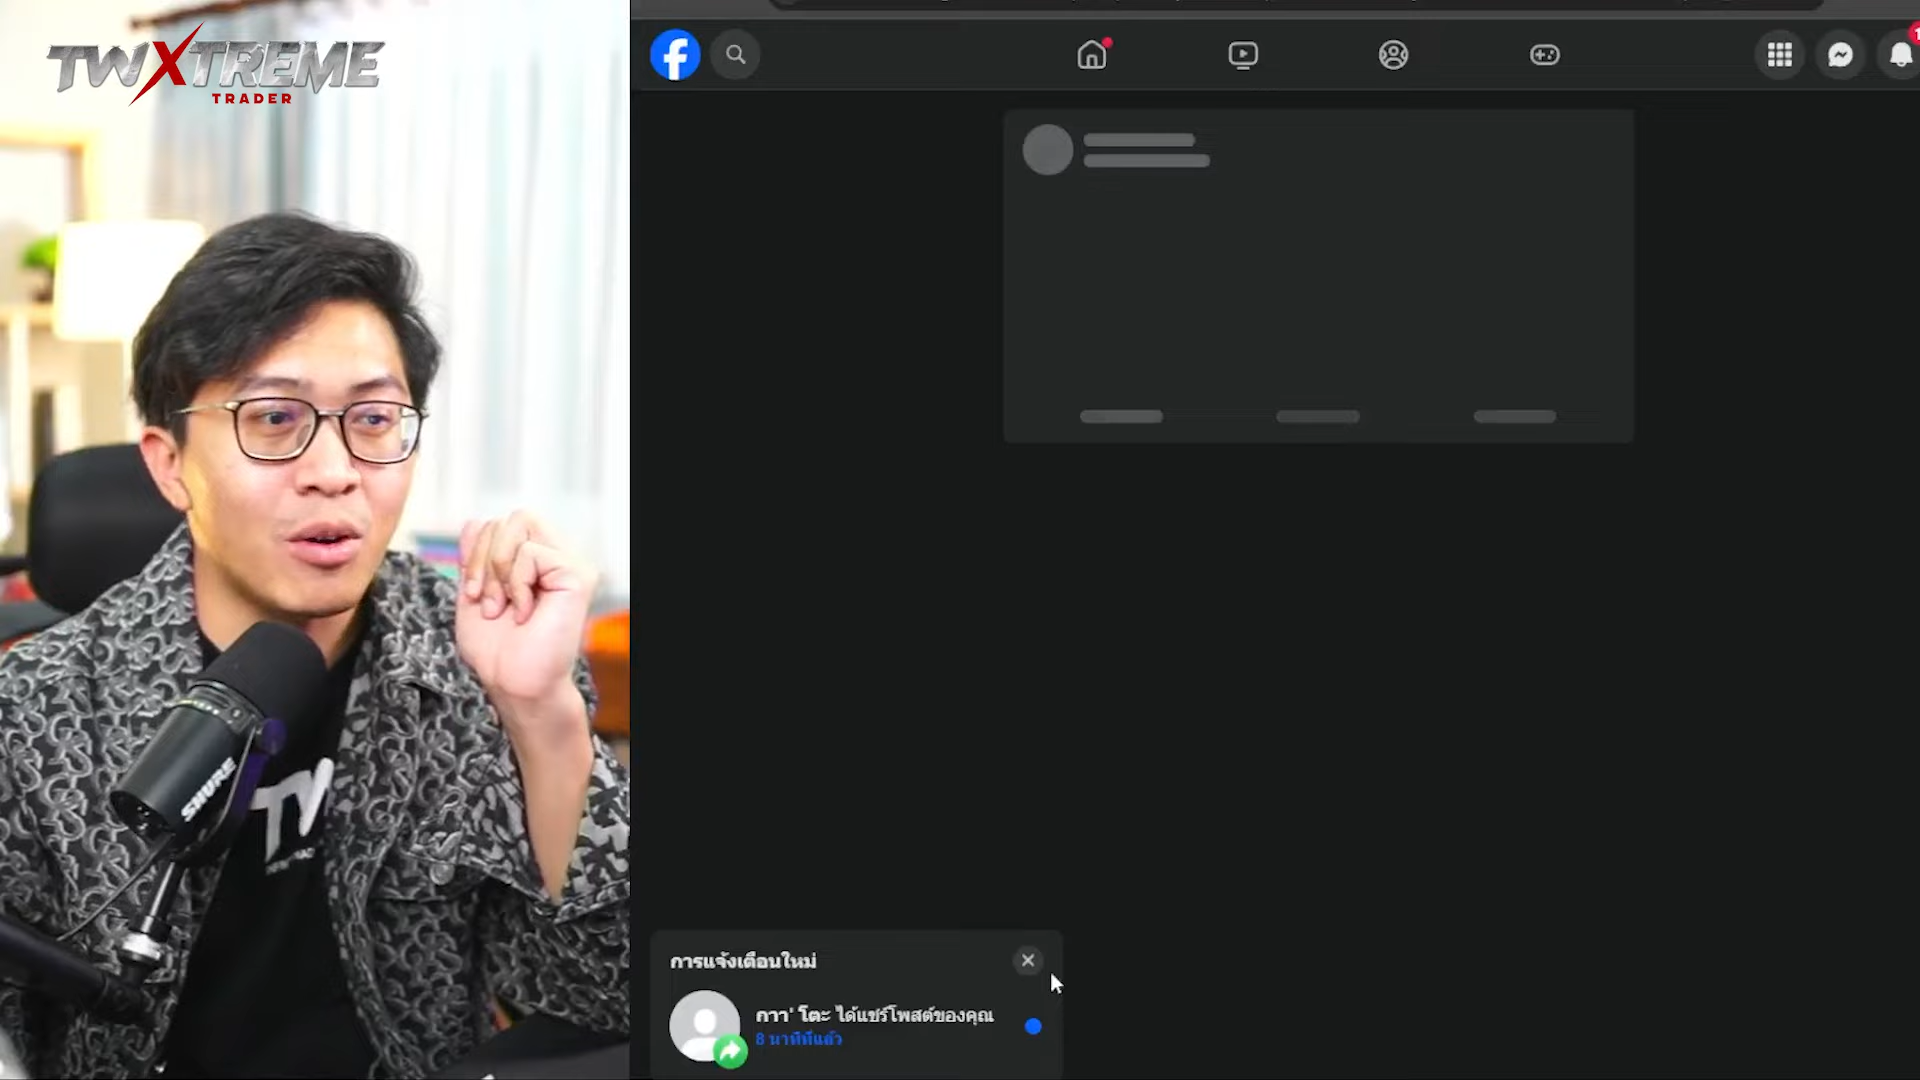 TWXTREME
TRADER
SHURE
TW
การแจ้งเตือนใหม่
กาา' โตะ ได้แชร์โพสต์ของคุณ
8 นาทีที่แล้ว